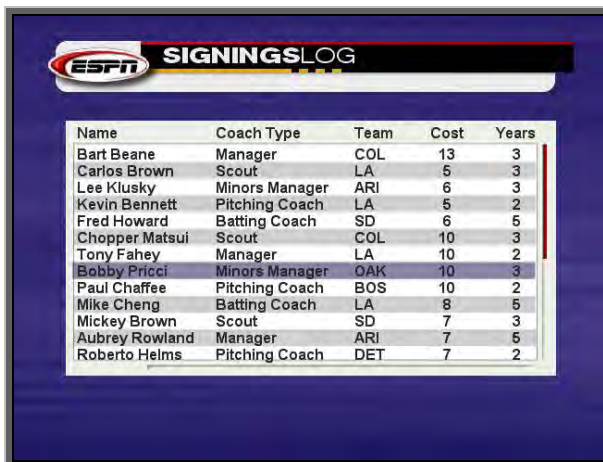 ESPN SIGNINGSLOG
Name Coach Type Team Cost Years
Bart Beane Manager COL 13 3
Carlos Brown Scout LA 5 3
Lee Klusky Minors Manager ARI 6 3
Kevin Bennett Pitching Coach LA 5 2
Fred Howard Batting Coach SD 6 5
Chopper Matsui Scout COL 10 3
Tony Fahey Manager LA 10 2
Bobby Pricci Minors Manager OAK 10 3
Paul Chaffee Pitching Coach BOS 10 2
Mike Cheng Batting Coach LA 8 5
Mickey Brown Scout SD 7 3
Aubrey Rowland Manager ARI 7 5
Roberto Helms Pitching Coach DET 7 2